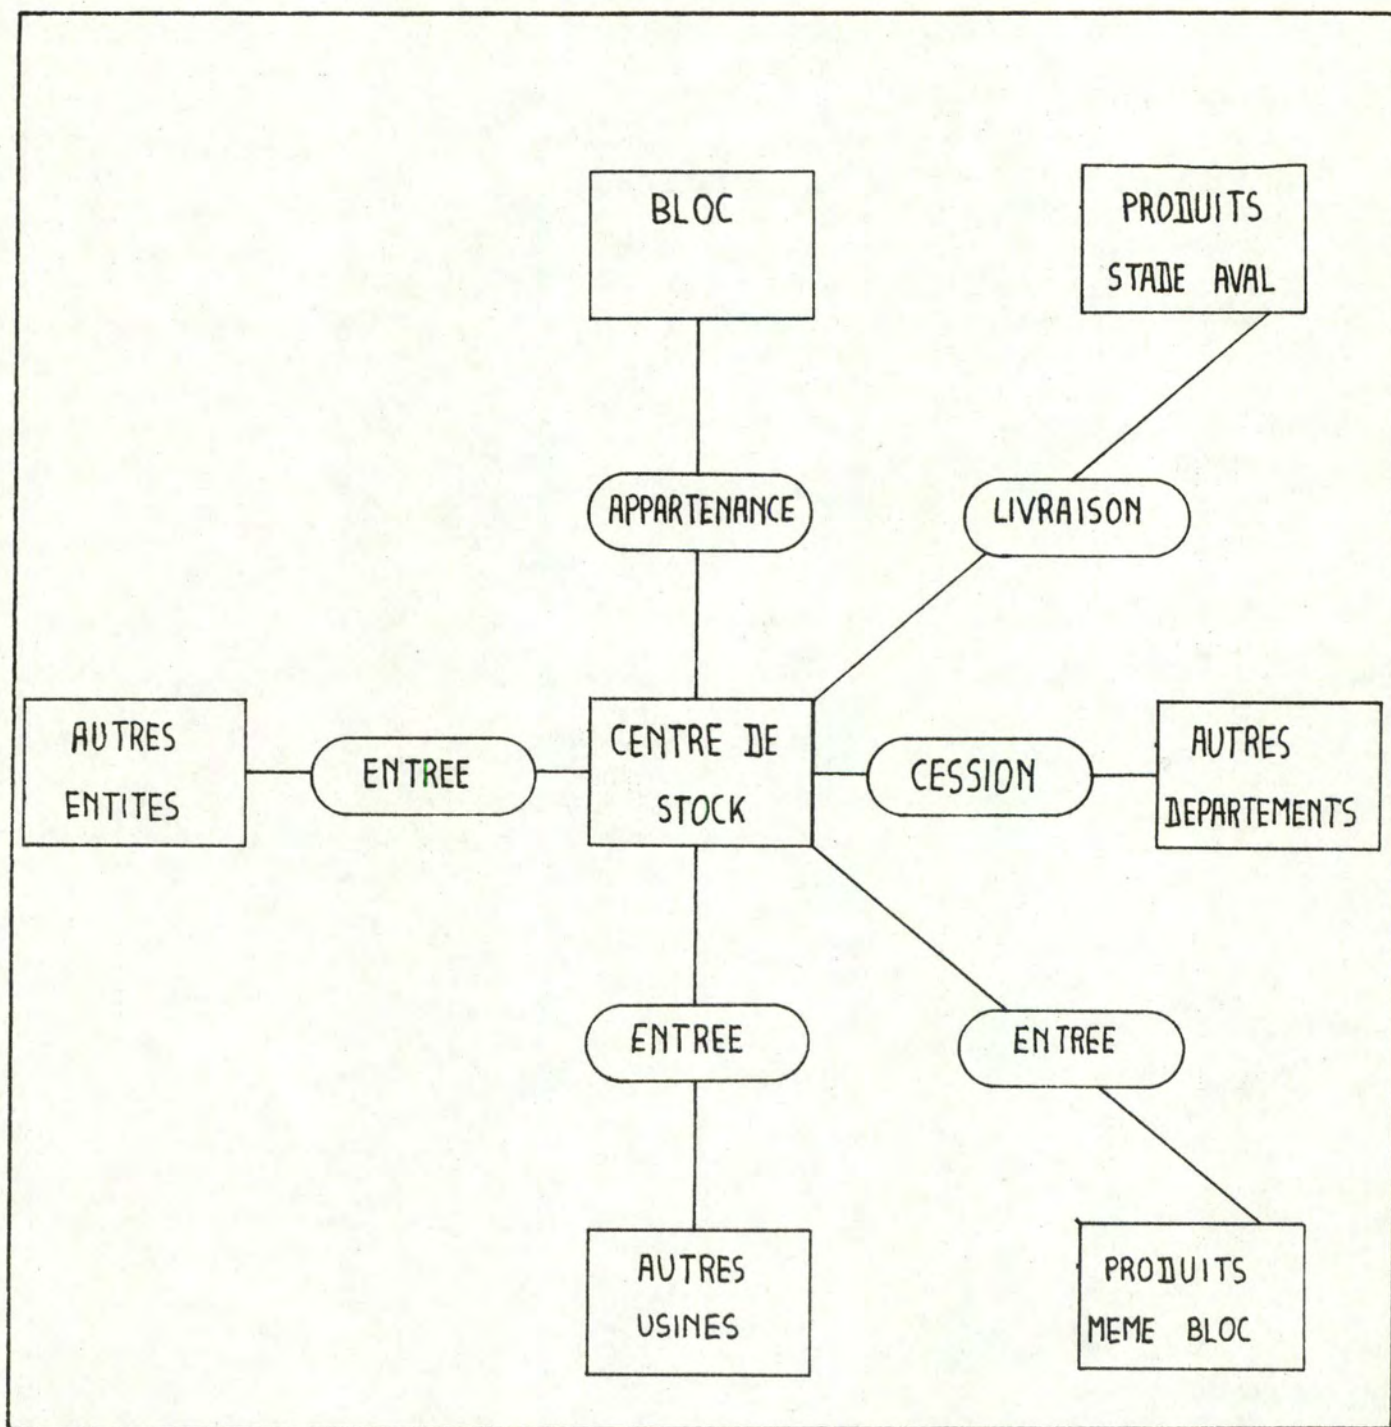 BLOC
PRODUITS
STADE AVAL
APPARTENANCE
LIVRAISON
AUTRES
ENTITES
ENTREE
CENTRE DE
STOCK
CESSION
AUTRES
DEPARTEMENTS
ENTREE
ENTREE
AUTRES
USINES
PRODUITS
MEME BLOC